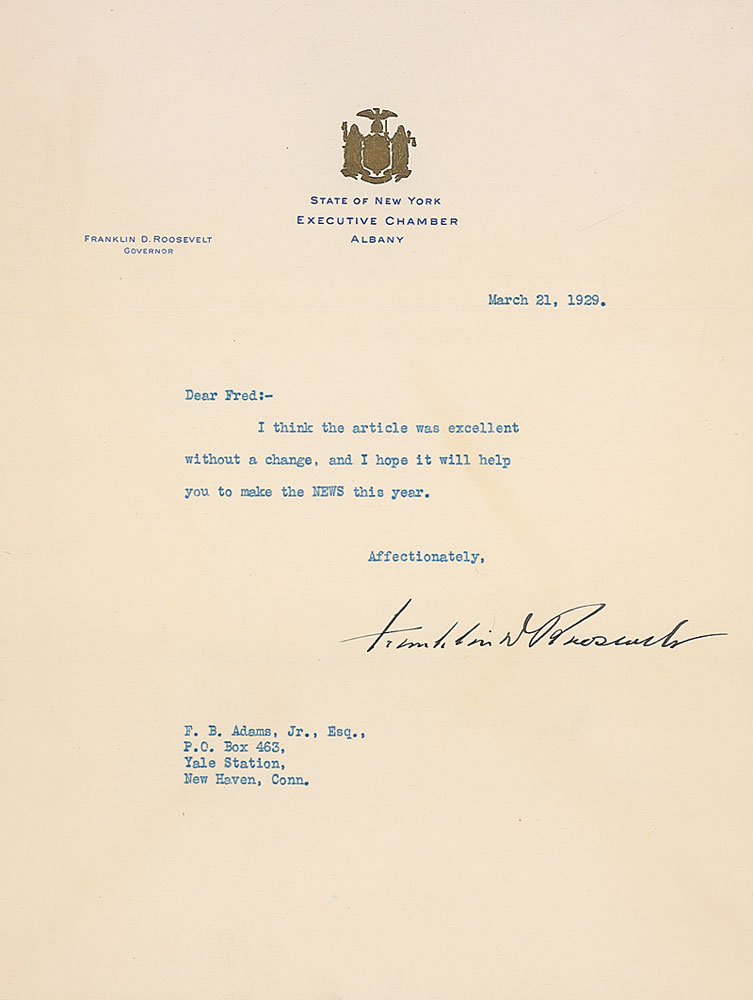 STATE OF NEW YORK
EXECUTIVE CHAMBER
ALBANY
FRANKLIN D. ROOSEVELT
GOVERNOR
March 21, 1929.
Dear Fred:-
I think the article was excellent
without a change, and I hope it will help
you to make the NEWS this year.
Affectionately,
Franklin D Roosevelt
F. B. Adams, Jr., Esq.,
P.O. Box 463,
Yale Station,
New Haven, Conn.